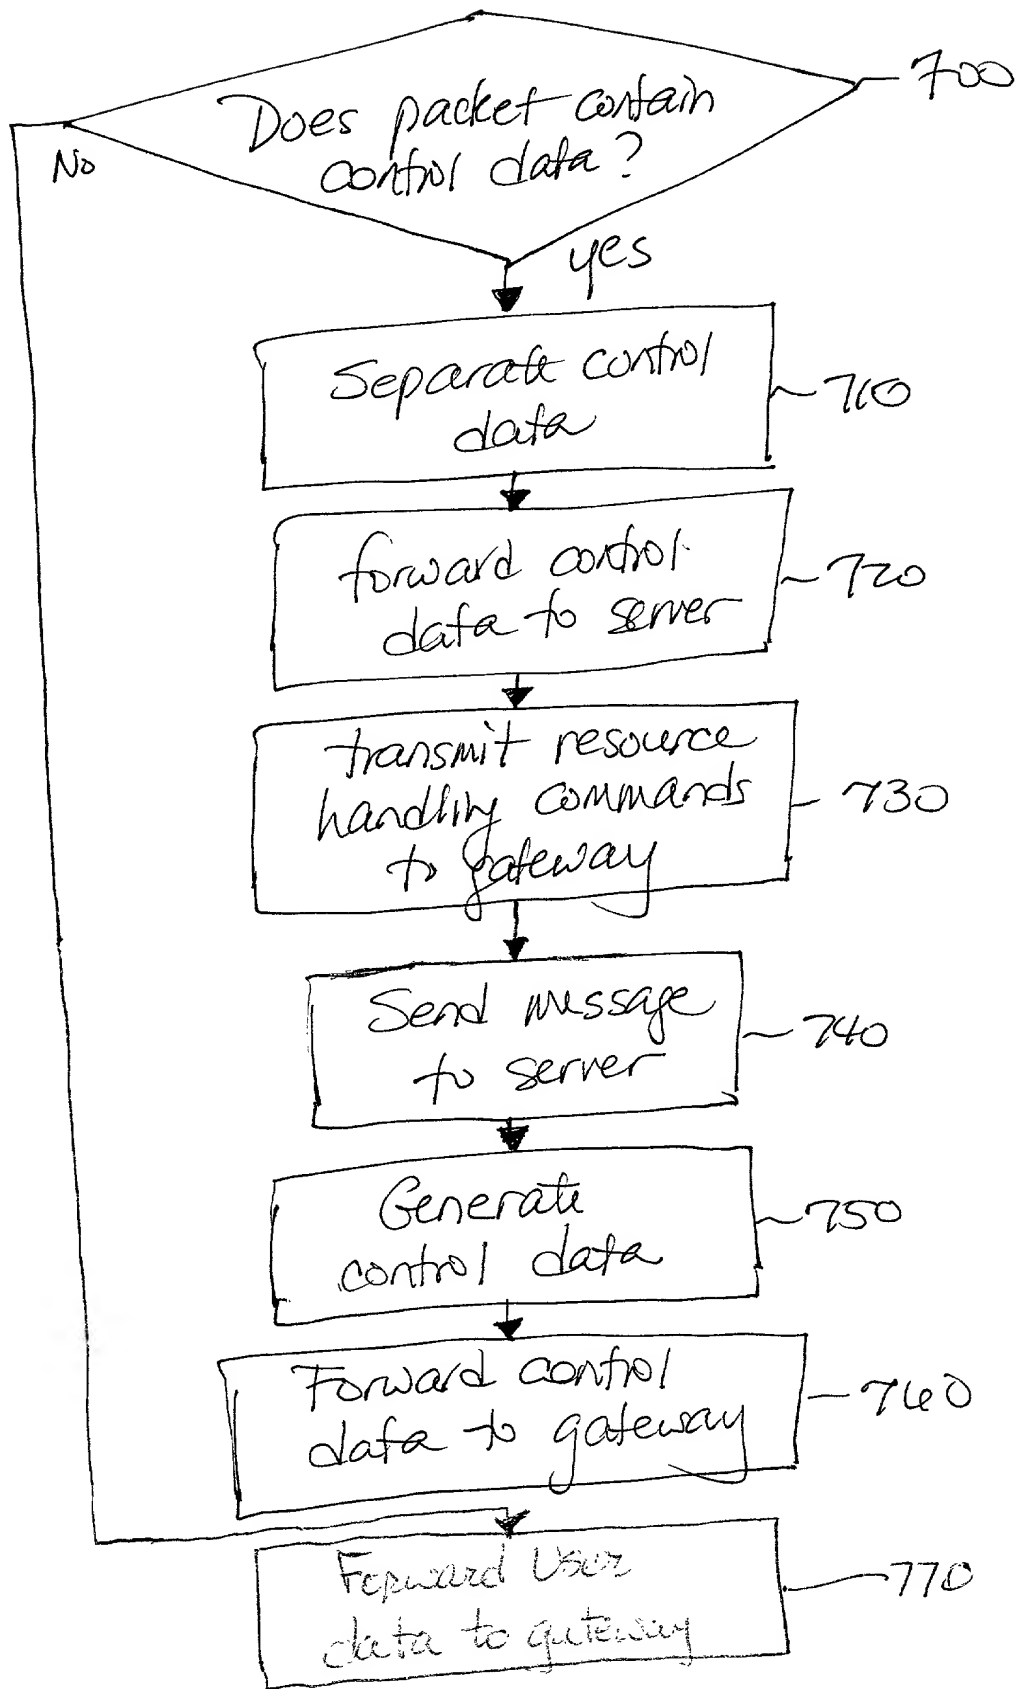 700
Does packet contain
control data?
No
yes
Separate control
data
710
forward control
data to server
720
transmit resource
handling commands
to gateway
730
Send message
to server
740
Generate
control data
750
Forward control
data to gateway
760
Forward User
data to gateway
770